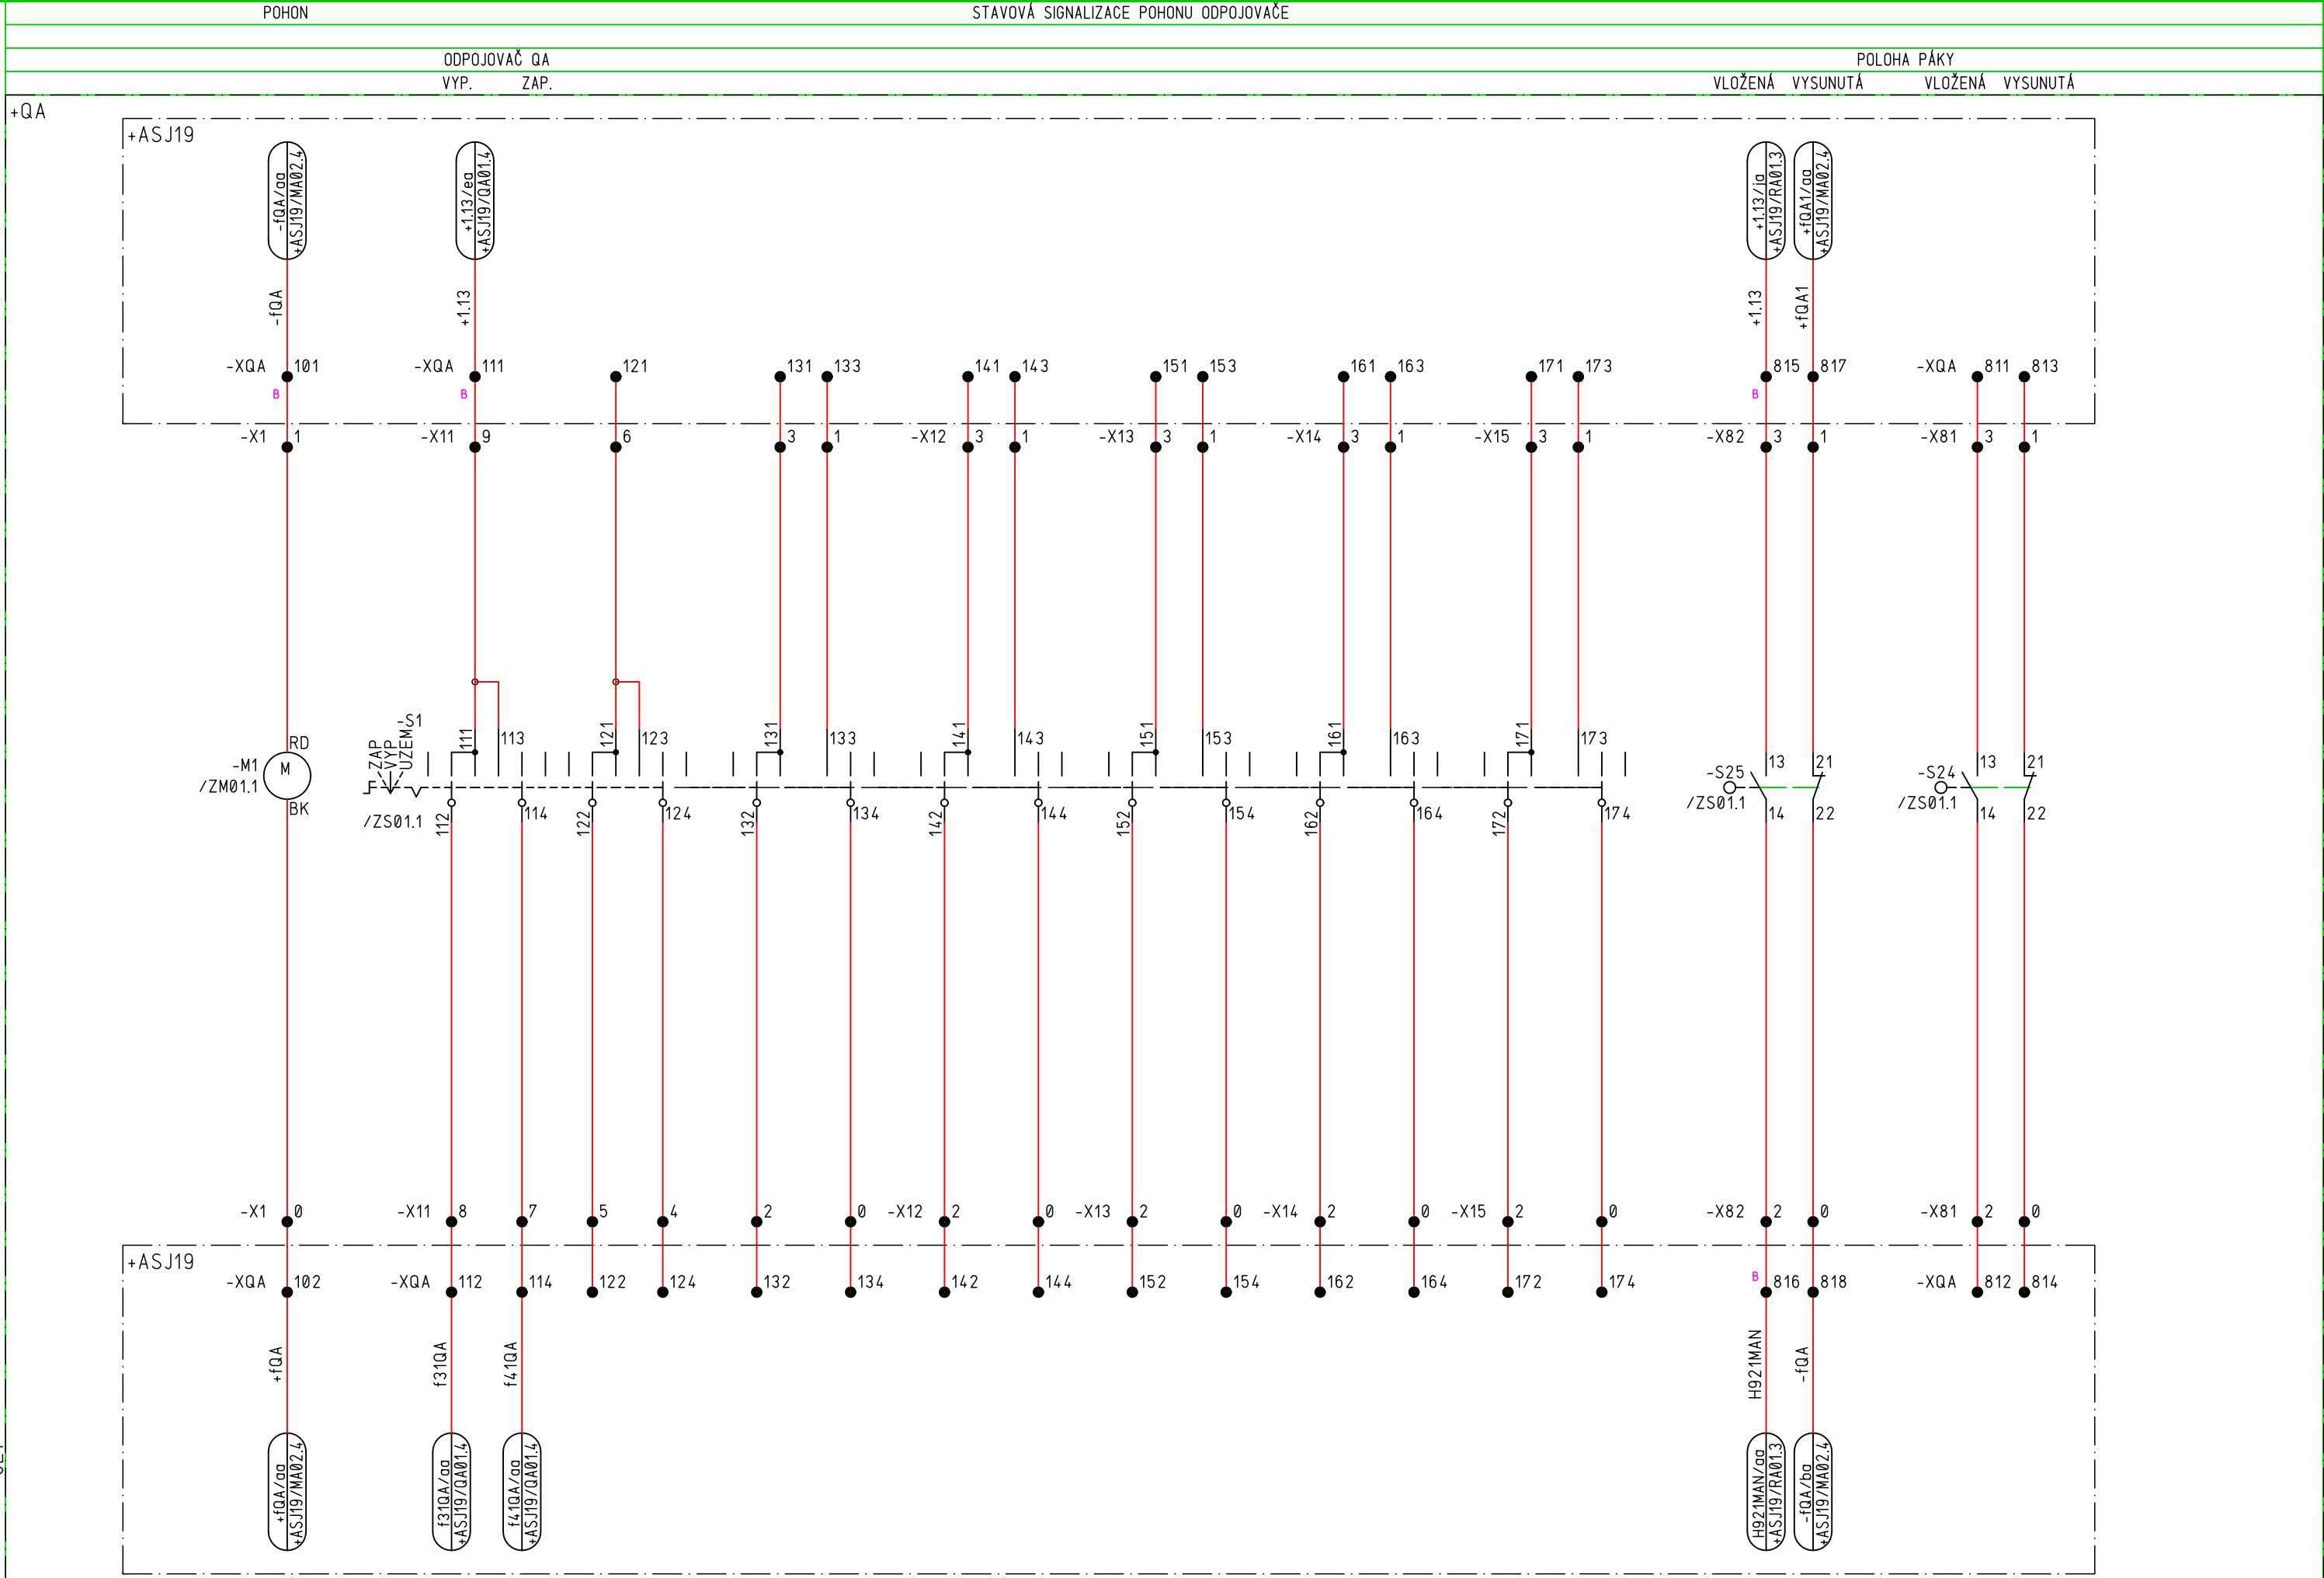 POHON STAVOVÁ SIGNALIZACE POHONU ODPOJOVAČE
ODPOJOVAČ QA POLOHA PÁKY
VYP. ZAP. VLOŽENÁ VYSUNUTÁ VLOŽENÁ VYSUNUTÁ
+QA
+ASJ19
-fQA/aa
+ASJ19/MA02.4
+1.13/ea
+ASJ19/QA01.4
+1.13/ia
+ASJ19/RA01.3
+fQA1/aa
+ASJ19/MA02.4
-fQA +1.13 +1.13 +fQA1
-XQA 101 -XQA 111 121 131 133 141 143 151 153 161 163 171 173 815 817 -XQA 811 813
B B B
-X1 1 -X11 9 6 3 1 -X12 3 1 -X13 3 1 -X14 3 1 -X15 3 1 -X82 3 1 -X81 3 1
-S1
ZAP
VYP
UZEM
RD 111 113 121 123 131 133 141 143 151 153 161 163 171 173
-M1 M -S25 13 21 -S24 13 21
/ZM01.1 BK /ZS01.1 /ZS01.1 14 22 /ZS01.1 14 22
112 114 122 124 132 134 142 144 152 154 162 164 172 174
-X1 0 -X11 8 7 5 4 2 0 -X12 2 0 -X13 2 0 -X14 2 0 -X15 2 0 -X82 2 0 -X81 2 0
+ASJ19
-XQA 102 -XQA 112 114 122 124 132 134 142 144 152 154 162 164 172 174 B 816 818 -XQA 812 814
+fQA f31QA f41QA H921MAN -fQA
+fQA/aa
+ASJ19/MA02.4
f31QA/aa
+ASJ19/QA01.4
f41QA/aa
+ASJ19/QA01.4
H921MAN/aa
+ASJ19/RA01.3
-fQA/ba
+ASJ19/MA02.4